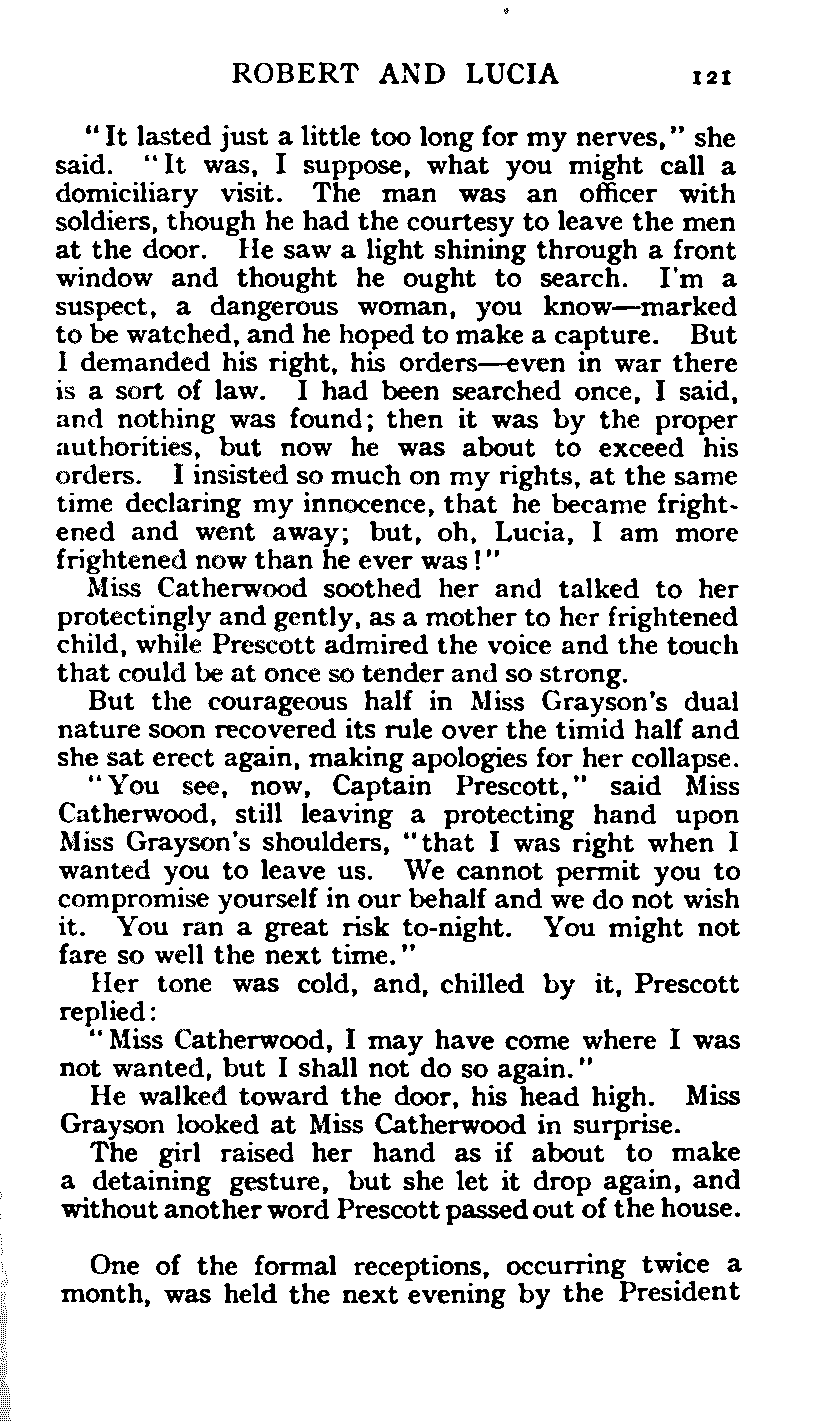 ROBERT AND LUCIA 121
"It lasted just a little too long for my nerves," she
said. "It was, I suppose, what you might call a
domiciliary visit. The man was an officer with
soldiers, though he had the courtesy to leave the men
at the door. He saw a light shining through a front
window and thought he ought to search. I'm a
suspect, a dangerous woman, you know—marked
to be watched, and he hoped to make a capture. But
I demanded his right, his orders—even in war there
is a sort of law. I had been searched once, I said,
and nothing was found; then it was by the proper
authorities, but now he was about to exceed his
orders. I insisted so much on my rights, at the same
time declaring my innocence, that he became fright-
ened and went away; but, oh, Lucia, I am more
frightened now than he ever was!"
Miss Catherwood soothed her and talked to her
protectingly and gently, as a mother to her frightened
child, while Prescott admired the voice and the touch
that could be at once so tender and so strong.
But the courageous half in Miss Grayson's dual
nature soon recovered its rule over the timid half and
she sat erect again, making apologies for her collapse.
"You see, now, Captain Prescott," said Miss
Catherwood, still leaving a protecting hand upon
Miss Grayson's shoulders, "that I was right when I
wanted you to leave us. We cannot permit you to
compromise yourself in our behalf and we do not wish
it. You ran a great risk to-night. You might not
fare so well the next time."
Her tone was cold, and, chilled by it, Prescott
replied:
"Miss Catherwood, I may have come where I was
not wanted, but I shall not do so again."
He walked toward the door, his head high. Miss
Grayson looked at Miss Catherwood in surprise.
The girl raised her hand as if about to make
a detaining gesture, but she let it drop again, and
without another word Prescott passed out of the house.
One of the formal receptions, occurring twice a
month, was held the next evening by the President